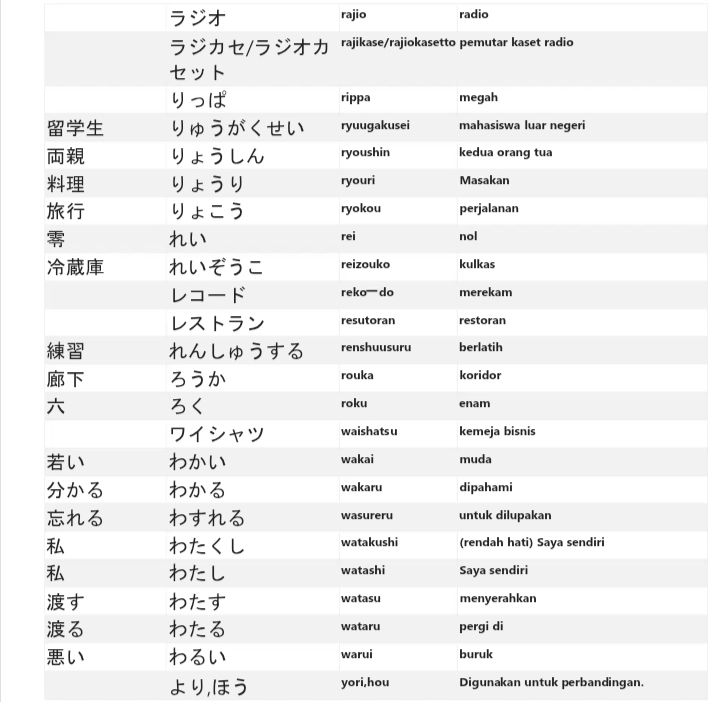 ラジオ rajio radio
ラジカセ/ラジオカセット rajikase/rajiokasetto pemutar kaset radio
りっぱ rippa megah
留学生 りゅうがくせい ryuugakusei mahasiswa luar negeri
両親 りょうしん ryoushin kedua orang tua
料理 りょうり ryouri Masakan
旅行 りょこう ryokou perjalanan
零 れい rei nol
冷蔵庫 れいぞうこ reizouko kulkas
レコード rekoーdo merekam
レストラン resutoran restoran
練習 れんしゅうする renshuusuru berlatih
廊下 ろうか rouka koridor
六 ろく roku enam
ワイシャツ waishatsu kemeja bisnis
若い わかい wakai muda
分かる わかる wakaru dipahami
忘れる わすれる wasureru untuk dilupakan
私 わたくし watakushi (rendah hati) Saya sendiri
私 わたし watashi Saya sendiri
渡す わたす watasu menyerahkan
渡る わたる wataru pergi di
悪い わるい warui buruk
より,ほう yori,hou Digunakan untuk perbandingan.